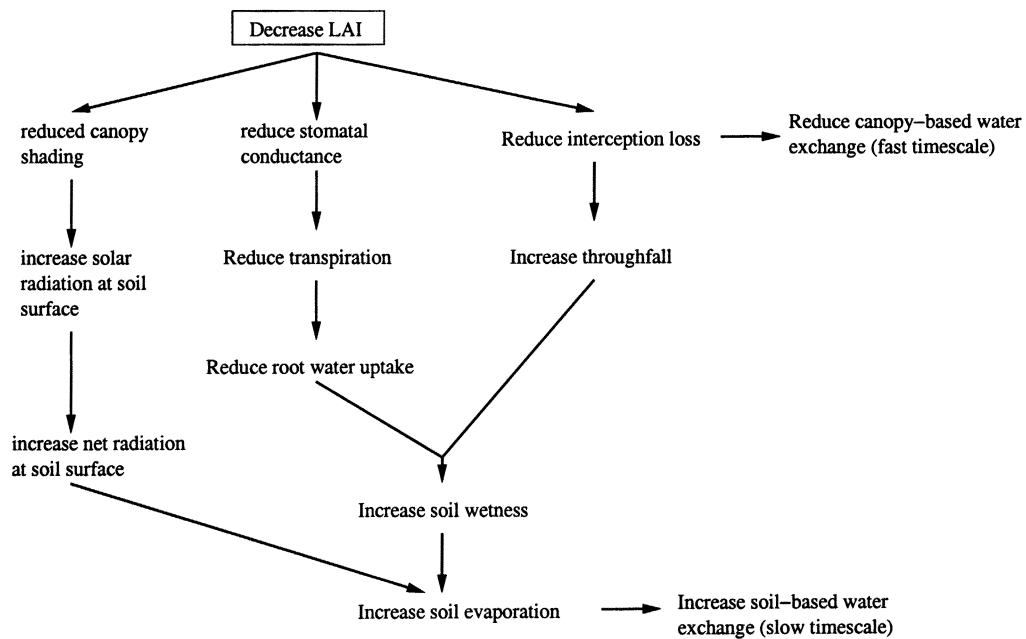 Decrease LAI
reduced canopy
shading
reduce stomatal
conductance
Reduce interception loss
Reduce canopy−based water
exchange (fast timescale)
increase solar
radiation at soil
surface
Reduce transpiration
Increase throughfall
Reduce root water uptake
increase net radiation
at soil surface
Increase soil wetness
Increase soil evaporation
Increase soil−based water
exchange (slow timescale)